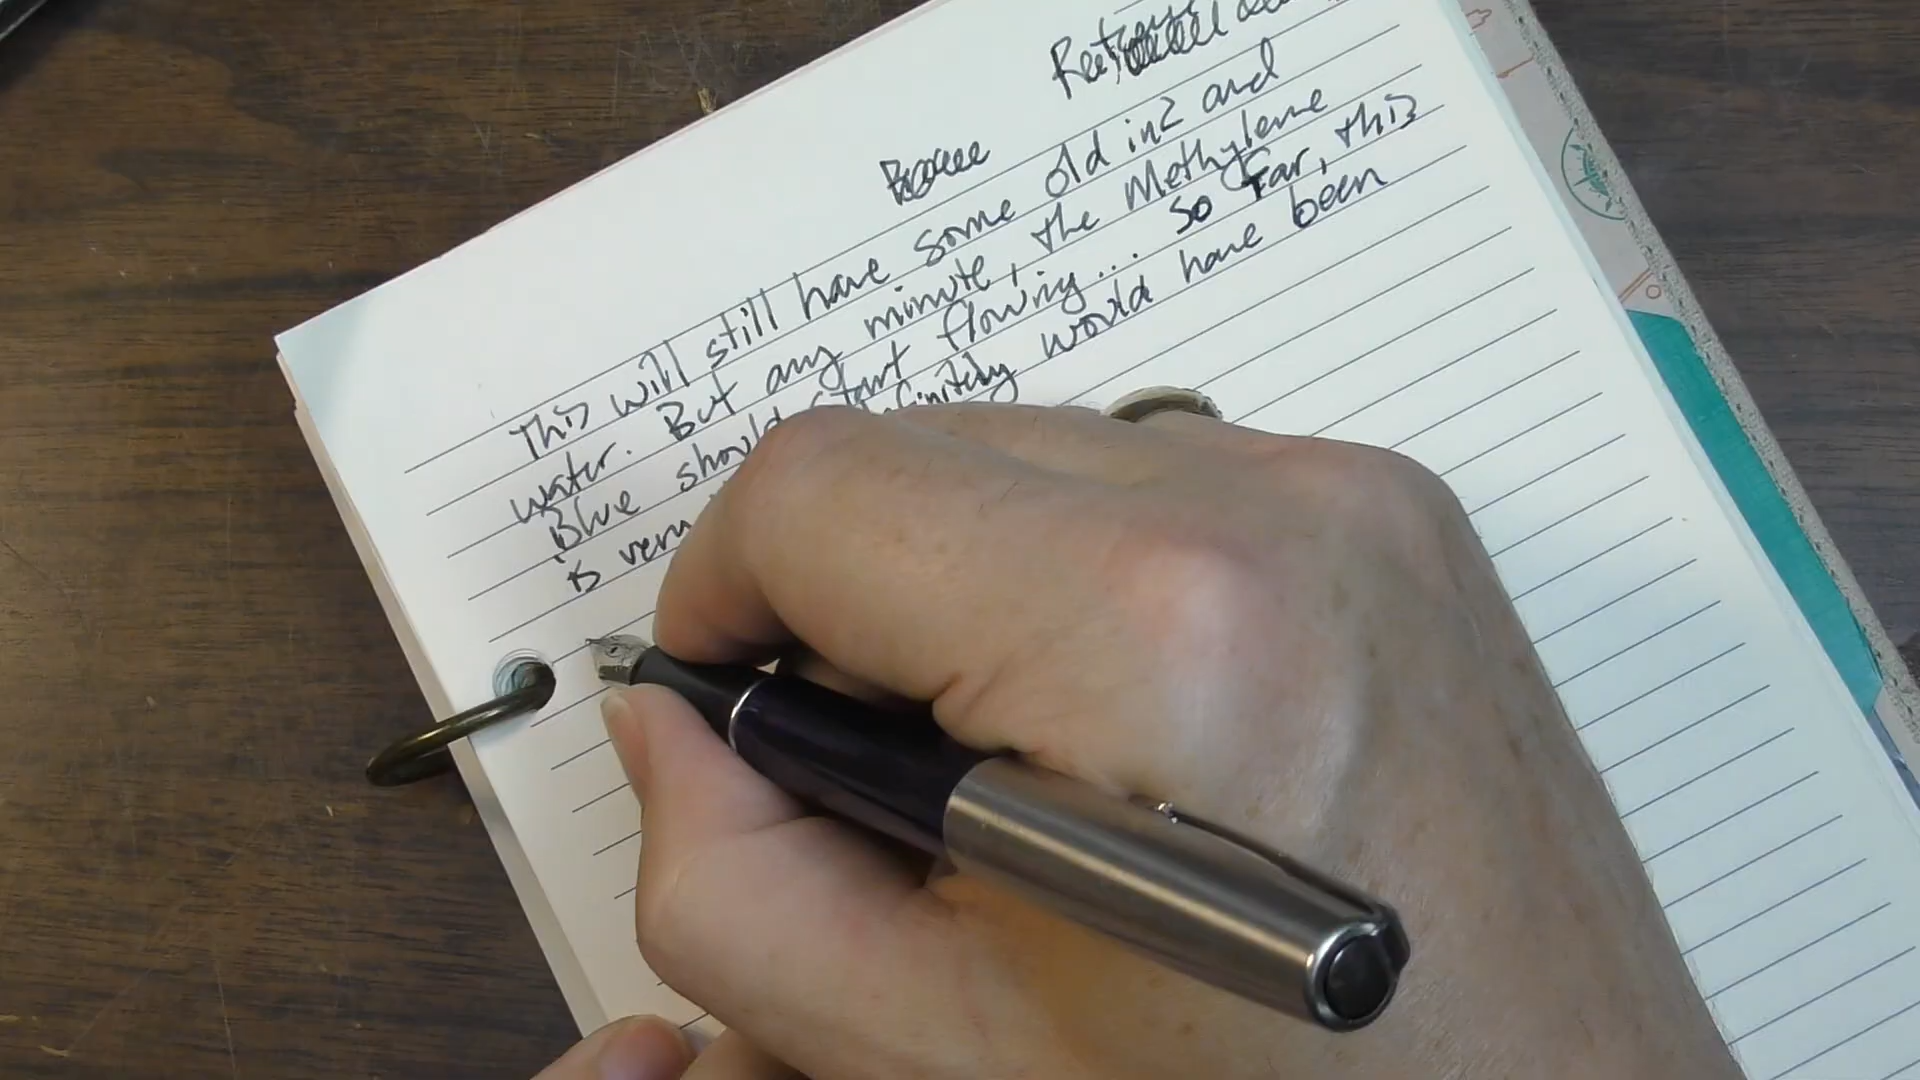 This will still have some old ink and
water. But any minute, the Methylene
Blue should start flowing... So far, this
is very would have been